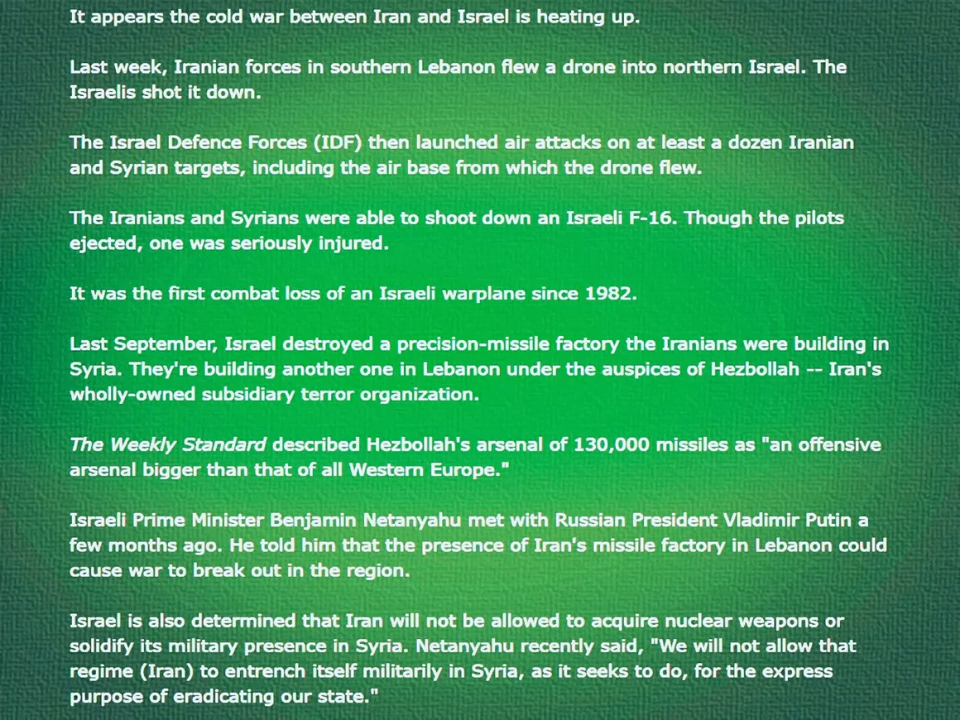 It appears the cold war between Iran and Israel is heating up.
Last week, Iranian forces in southern Lebanon flew a drone into northern Israel. The
Israelis shot it down.
The Israel Defence Forces (IDF) then launched air attacks on at least a dozen Iranian
and Syrian targets, including the air base from which the drone flew.
The Iranians and Syrians were able to shoot down an Israeli F-16. Though the pilots
ejected, one was seriously injured.
It was the first combat loss of an Israeli warplane since 1982.
Last September, Israel destroyed a precision-missile factory the Iranians were building in
Syria. They're building another one in Lebanon under the auspices of Hezbollah -- Iran's
wholly-owned subsidiary terror organization.
The Weekly Standard described Hezbollah's arsenal of 130,000 missiles as "an offensive
arsenal bigger than that of all Western Europe."
Israeli Prime Minister Benjamin Netanyahu met with Russian President Vladimir Putin a
few months ago. He told him that the presence of Iran's missile factory in Lebanon could
cause war to break out in the region.
Israel is also determined that Iran will not be allowed to acquire nuclear weapons or
solidify its military presence in Syria. Netanyahu recently said, "We will not allow that
regime (Iran) to entrench itself militarily in Syria, as it seeks to do, for the express
purpose of eradicating our state."